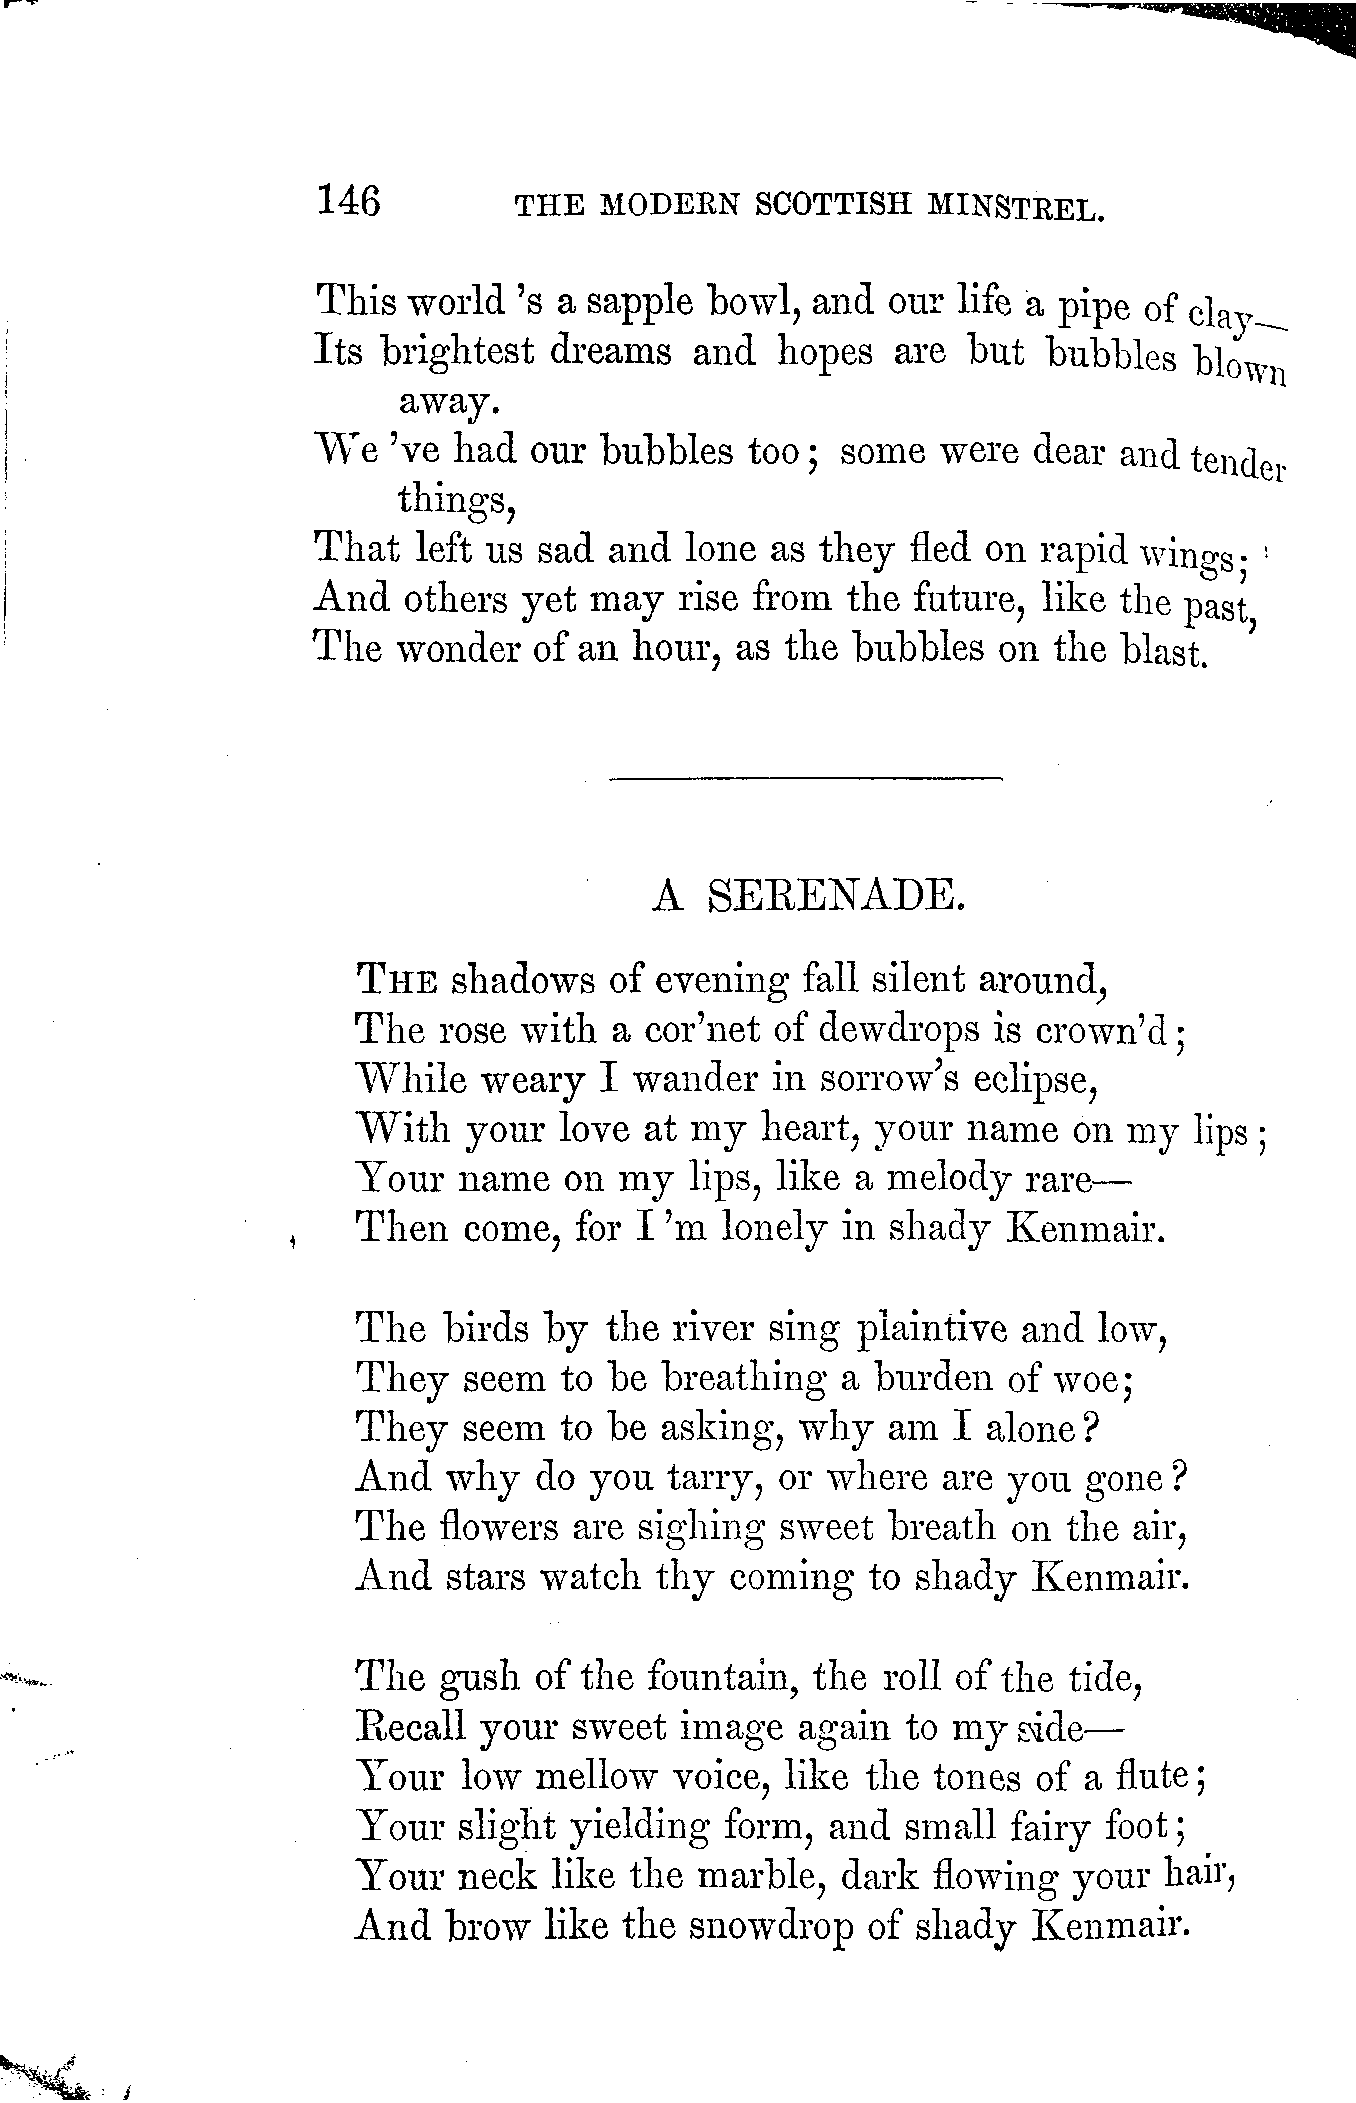 146 THE MODERN SCOTTISH MINSTREL.
This world 's a sapple bowl, and our life a pipe of clay—
Its brightest dreams and hopes are but bubbles blown
away.
We 've had our bubbles too; some were dear and tender
things,
That left us sad and lone as they fled on rapid wings;
And others yet may rise from the future, like the past,
The wonder of an hour, as the bubbles on the blast.
A SERENADE.
THE shadows of evening fall silent around,
The rose with a cor'net of dewdrops is crown'd;
While weary I wander in sorrow's eclipse,
With your love at my heart, your name on my lips;
Your name on my lips, like a melody rare—
Then come, for I 'm lonely in shady Kenmair.
The birds by the river sing plaintive and low,
They seem to be breathing a burden of woe;
They seem to be asking, why am I alone?
And why do you tarry, or where are you gone?
The flowers are sighing sweet breath on the air,
And stars watch thy coming to shady Kenmair.
The gush of the fountain, the roll of the tide,
Recall your sweet image again to my side—
Your low mellow voice, like the tones of a flute;
Your slight yielding form, and small fairy foot;
Your neck like the marble, dark flowing your hair,
And brow like the snowdrop of shady Kenmair.